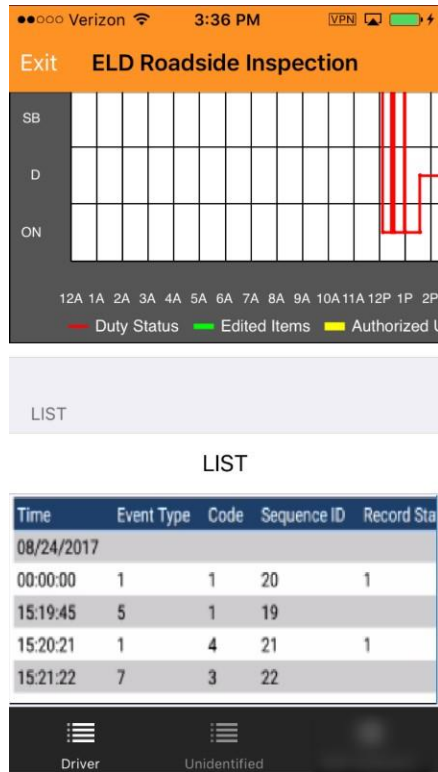 Verizon 3:36 PM VPN
Exit ELD Roadside Inspection
SB
D
ON
12A 1A 2A 3A 4A 5A 6A 7A 8A 9A 10A 11A 12P 1P 2P
Duty Status Edited Items Authorized U
LIST
LIST
Time Event Type Code Sequence ID Record Sta
08/24/2017
00:00:00 1 1 20 1
15:19:45 5 1 19
15:20:21 1 4 21 1
15:21:22 7 3 22
Driver Unidentified